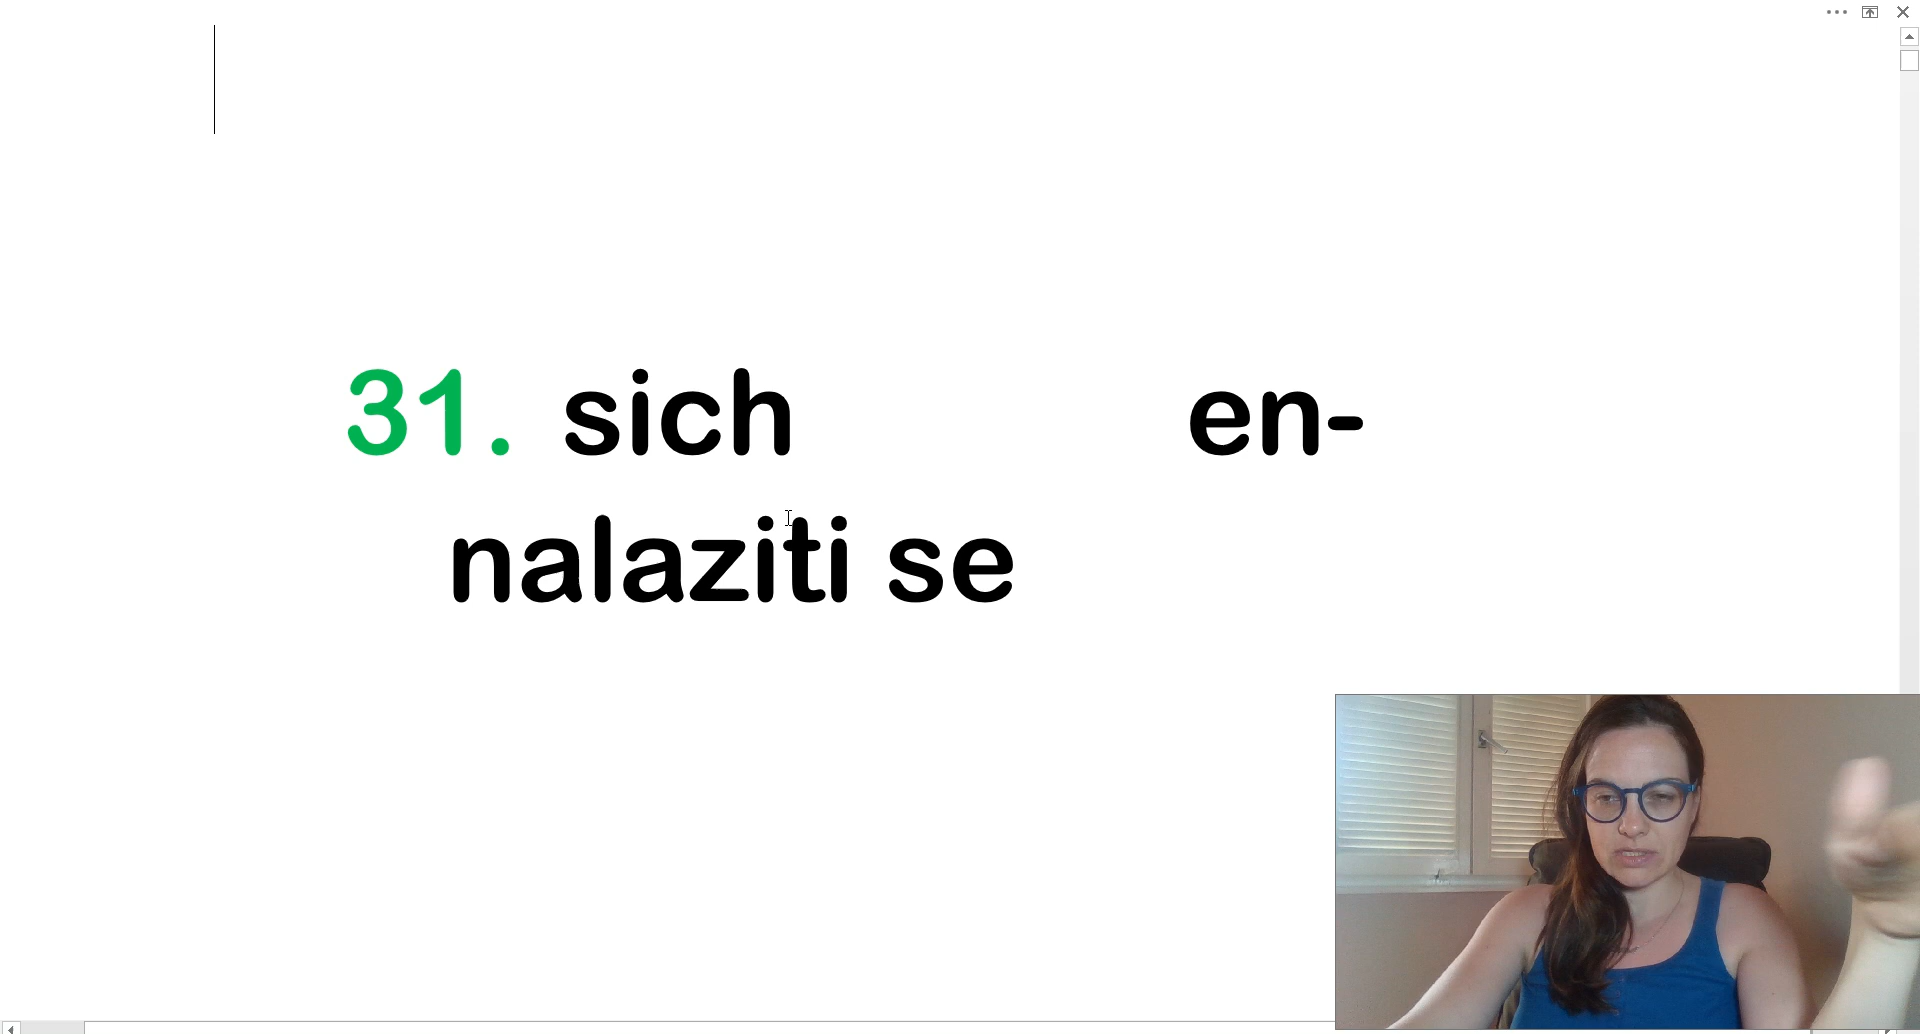 31. sich en-
nalaziti se